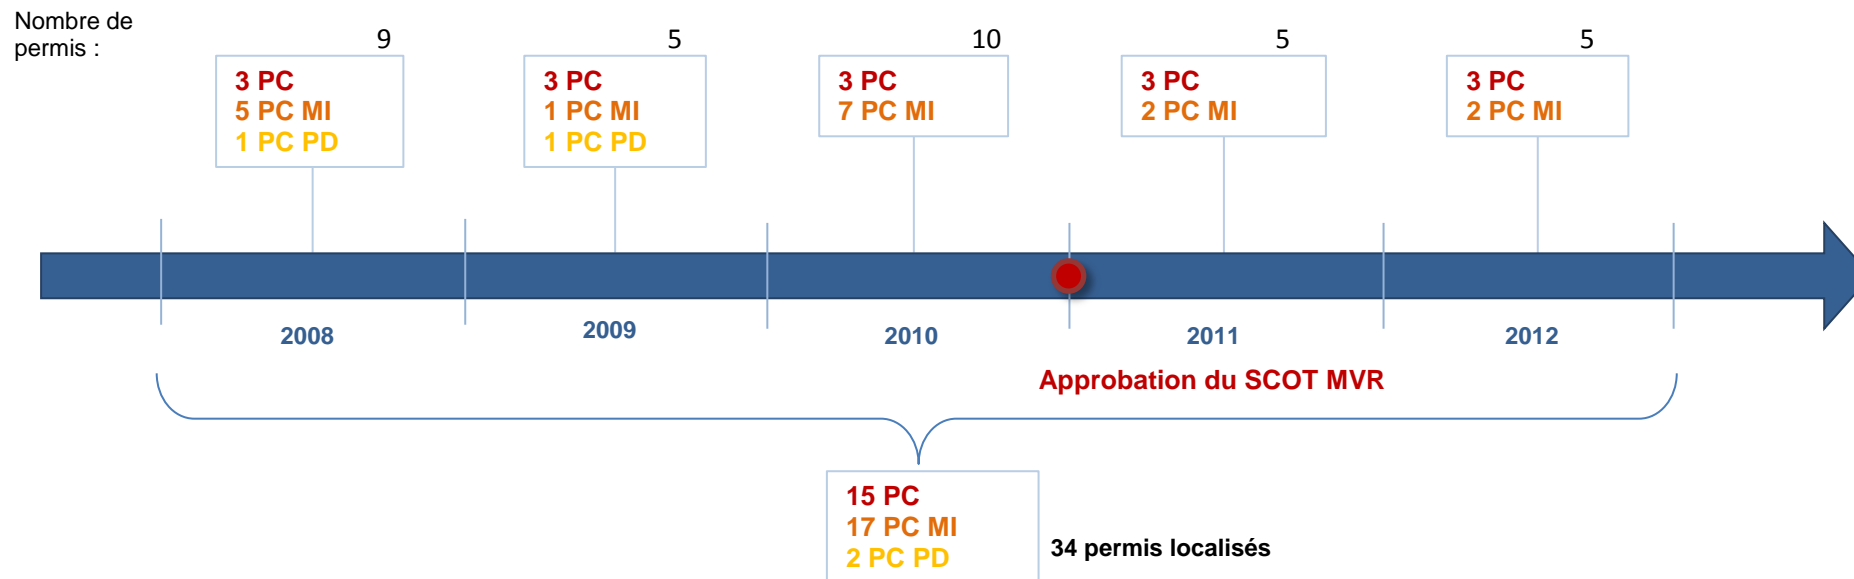 Nombre de
permis :
9
5
10
5
5
3 PC
5 PC MI
1 PC PD
3 PC
1 PC MI
1 PC PD
3 PC
7 PC MI
3 PC
2 PC MI
3 PC
2 PC MI
2008
2009
2010
2011
2012
Approbation du SCOT MVR
15 PC
17 PC MI
2 PC PD
34 permis localisés